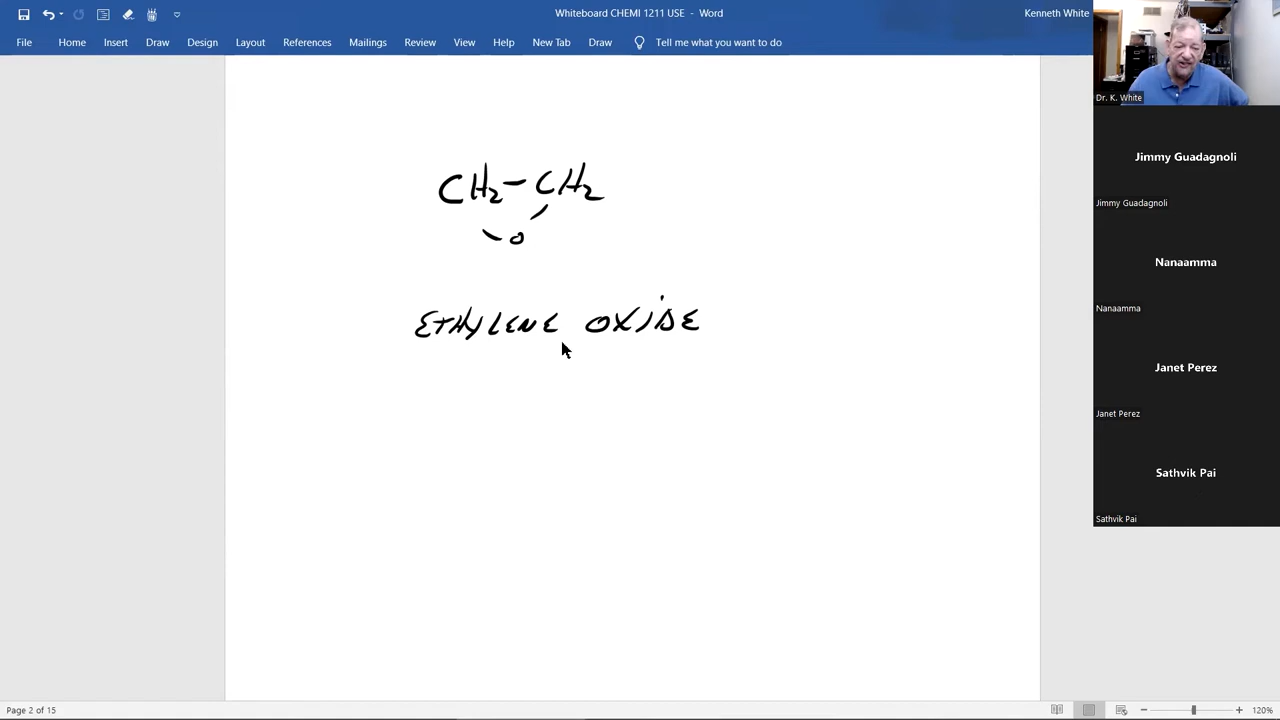 Whiteboard CHEMI 1211 USE - Word
Kenneth White
File Home Insert Draw Design Layout References Mailings Review View Help New Tab Draw Tell me what you want to do
Dr. K. White
CH2-CH2
O
ETHYLENE OXIDE
Jimmy Guadagnoli
Jimmy Guadagnoli
Nanaamma
Nanaamma
Janet Perez
Janet Perez
Sathvik Pai
Sathvik Pai
Page 2 of 15
120%